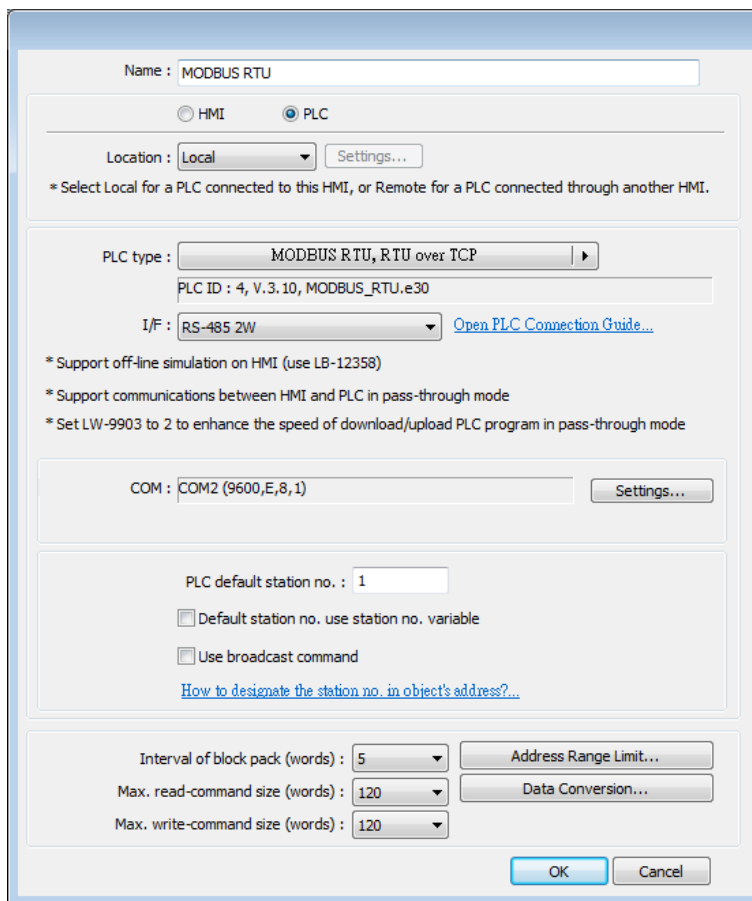 Name : MODBUS RTU
HMI PLC
Location : Local Settings...
* Select Local for a PLC connected to this HMI, or Remote for a PLC connected through another HMI.
PLC type : MODBUS RTU, RTU over TCP
PLC ID : 4, V.3.10, MODBUS_RTU.e30
I/F : RS-485 2W Open PLC Connection Guide...
* Support off-line simulation on HMI (use LB-12358)
* Support communications between HMI and PLC in pass-through mode
* Set LW-9903 to 2 to enhance the speed of download/upload PLC program in pass-through mode
COM : COM2 (9600,E,8,1) Settings...
PLC default station no. : 1
Default station no. use station no. variable
Use broadcast command
How to designate the station no. in object's address?...
Interval of block pack (words) : 5 Address Range Limit...
Max. read-command size (words) : 120 Data Conversion...
Max. write-command size (words) : 120
OK Cancel